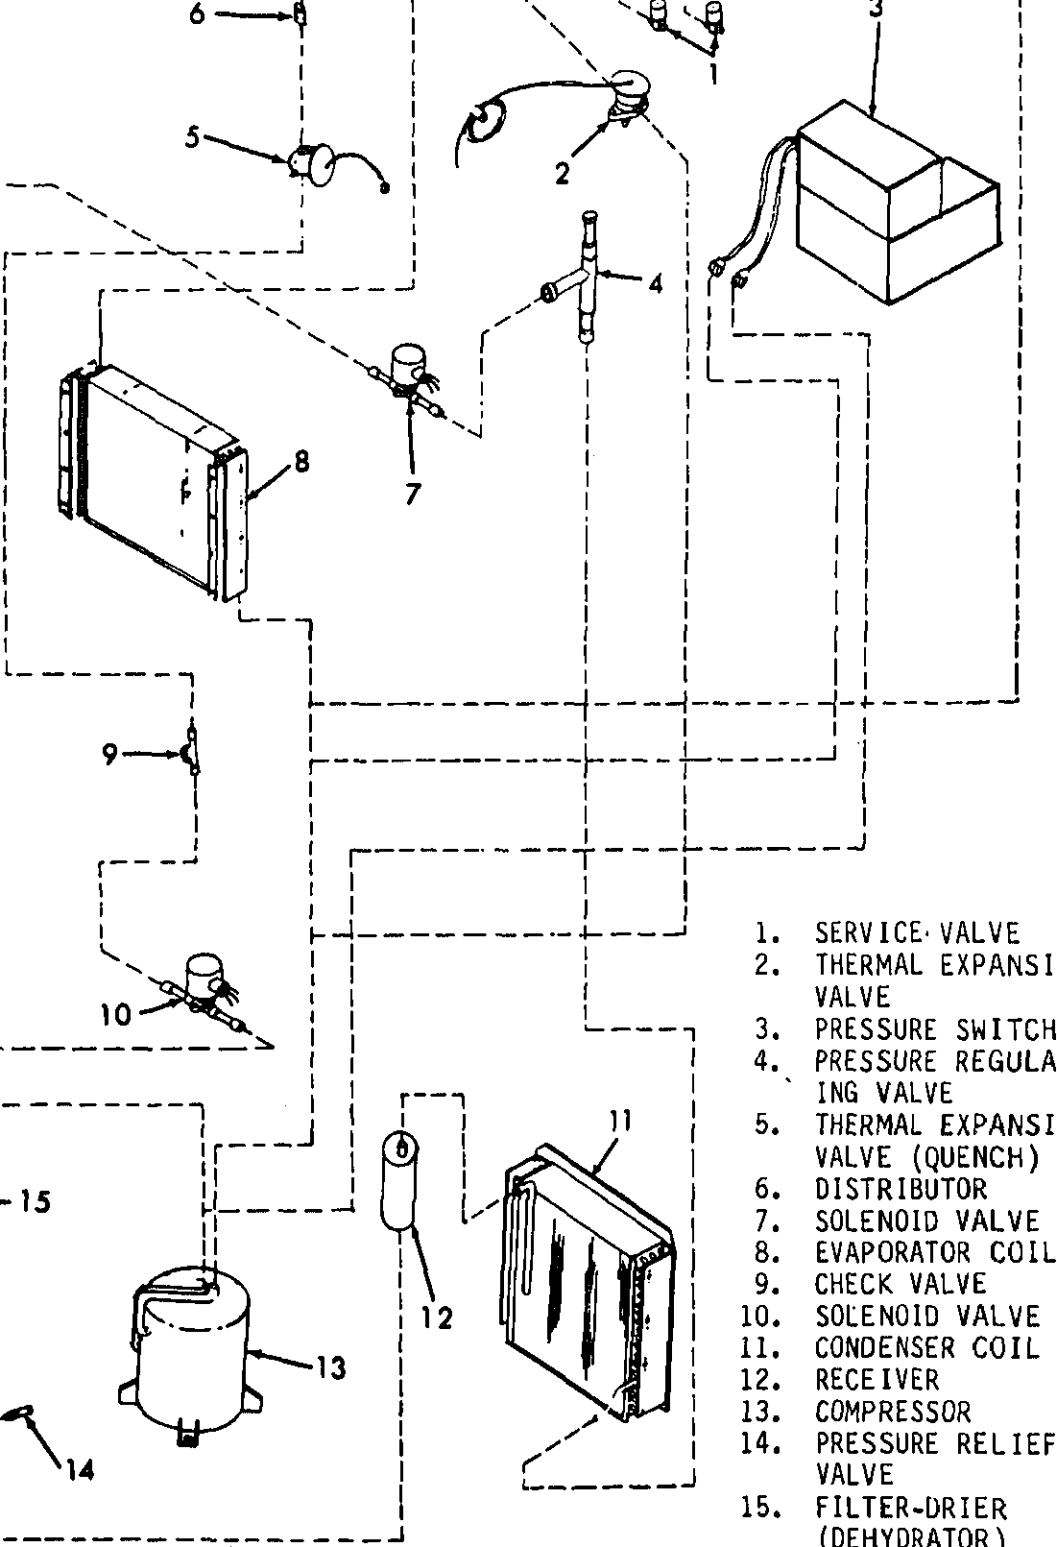 6
3
1
5
2
4
8
7
9
10
11
15
12
13
14
1. SERVICE VALVE
2. THERMAL EXPANSI
VALVE
3. PRESSURE SWITCH
4. PRESSURE REGULA
ING VALVE
5. THERMAL EXPANSI
VALVE (QUENCH)
6. DISTRIBUTOR
7. SOLENOID VALVE
8. EVAPORATOR COIL
9. CHECK VALVE
10. SOLENOID VALVE
11. CONDENSER COIL
12. RECEIVER
13. COMPRESSOR
14. PRESSURE RELIEF
VALVE
15. FILTER-DRIER
(DEHYDRATOR)